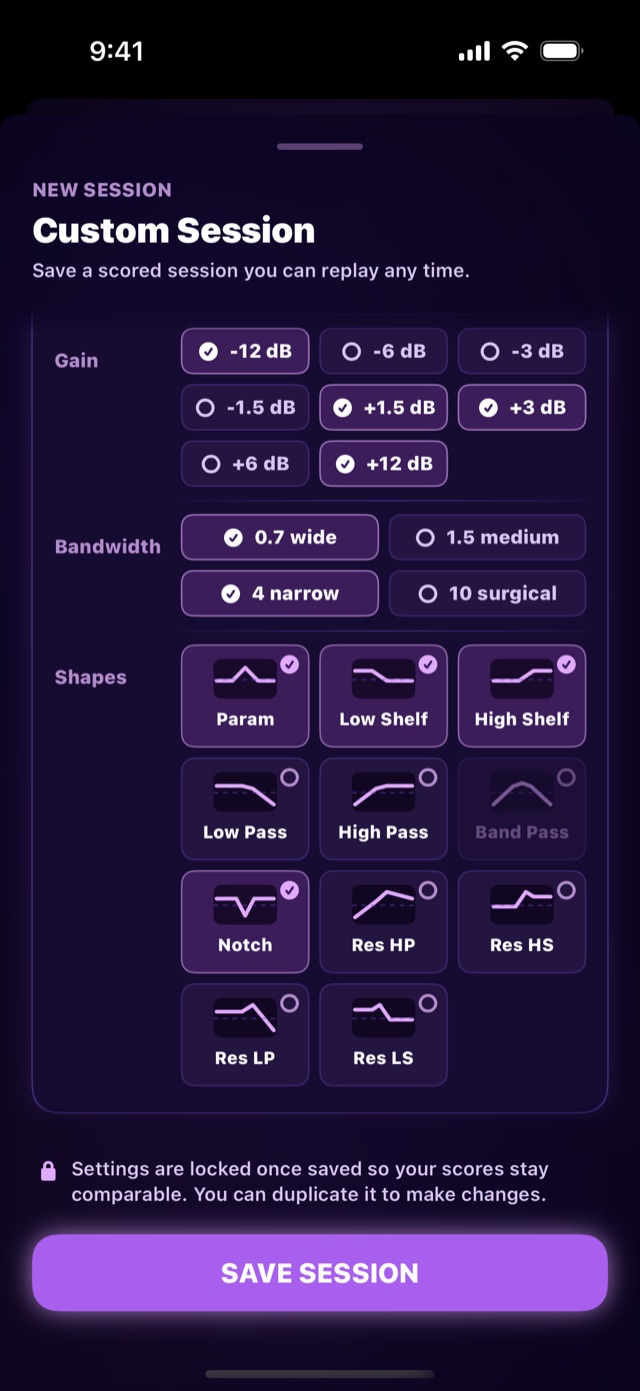 9:41
NEW SESSION
Custom Session
Save a scored session you can replay any time.
Gain
-12 dB
-6 dB
-3 dB
-1.5 dB
+1.5 dB
+3 dB
+6 dB
+12 dB
Bandwidth
0.7 wide
1.5 medium
4 narrow
10 surgical
Shapes
Param
Low Shelf
High Shelf
Low Pass
High Pass
Band Pass
Notch
Res HP
Res HS
Res LP
Res LS
Settings are locked once saved so your scores stay
comparable. You can duplicate it to make changes.
SAVE SESSION